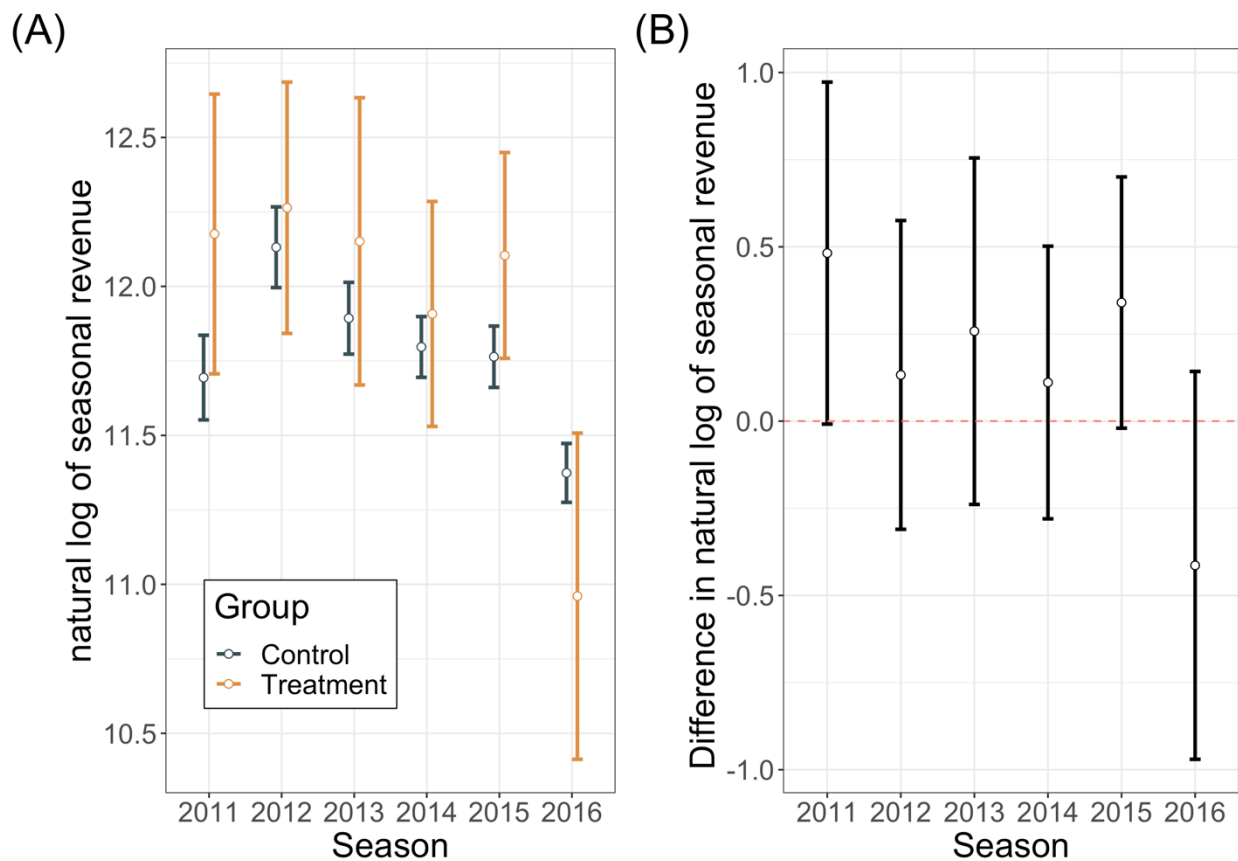 (A)
natural log of seasonal revenue
12.5
12.0
11.5
11.0
10.5
Group
Control
Treatment
2011 2012 2013 2014 2015 2016
Season
(B)
Difference in natural log of seasonal revenue
1.0
0.5
0.0
-0.5
-1.0
2011 2012 2013 2014 2015 2016
Season